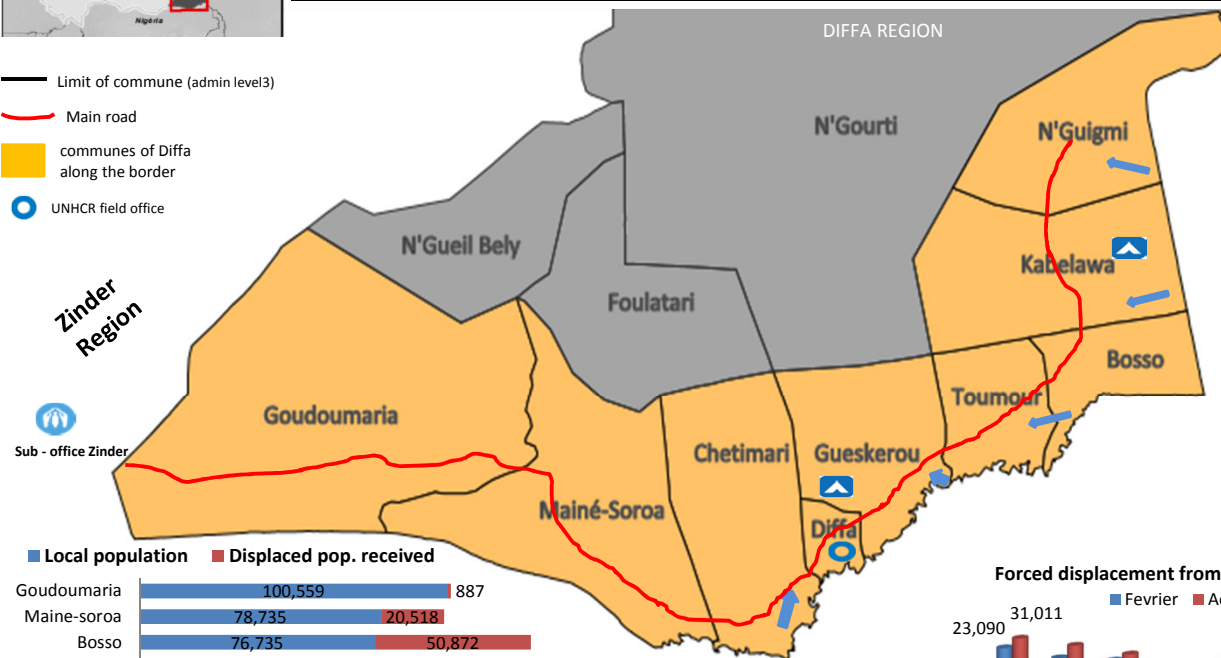 Nigéria
DIFFA REGION
Limit of commune (admin level3)
Main road
communes of Diffa
along the border
UNHCR field office
N'Gourti
N'Guigmi
N'Gueil Bely
Kabelawa
Foulatari
Zinder
Region
Bosso
Toumour
Goudoumaria
Chetimari
Gueskerou
Sub - office Zinder
Mainé-Soroa
Diffa
Local population
Displaced pop. received
Goudoumaria
100,559
887
Maine-soroa
78,735
20,518
Bosso
76,735
50,872
Forced displacement from
Fevrier
23,090
31,011